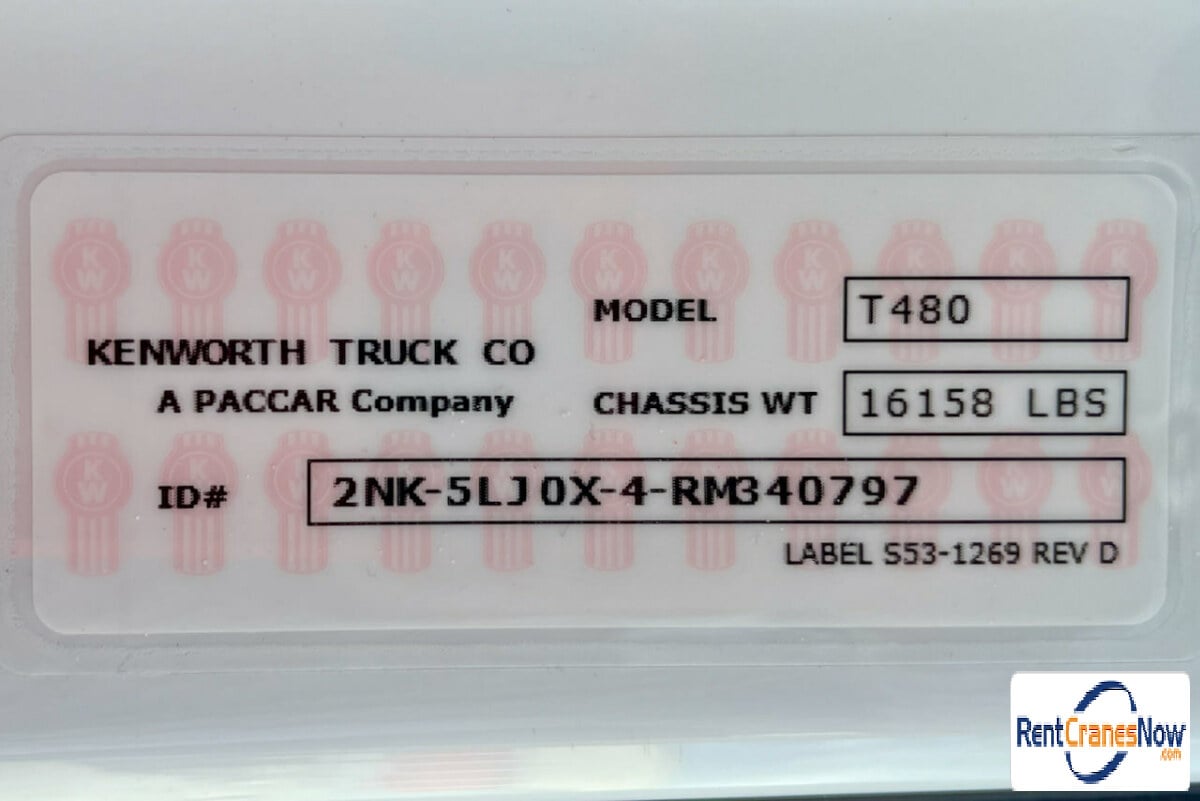 MODEL T480
KENWORTH TRUCK CO
A PACCAR Company
CHASSIS WT 16158 LBS
ID# 2NK-5LJ0X-4-RM340797
LABEL S53-1269 REV D
RentCranesNow
.com